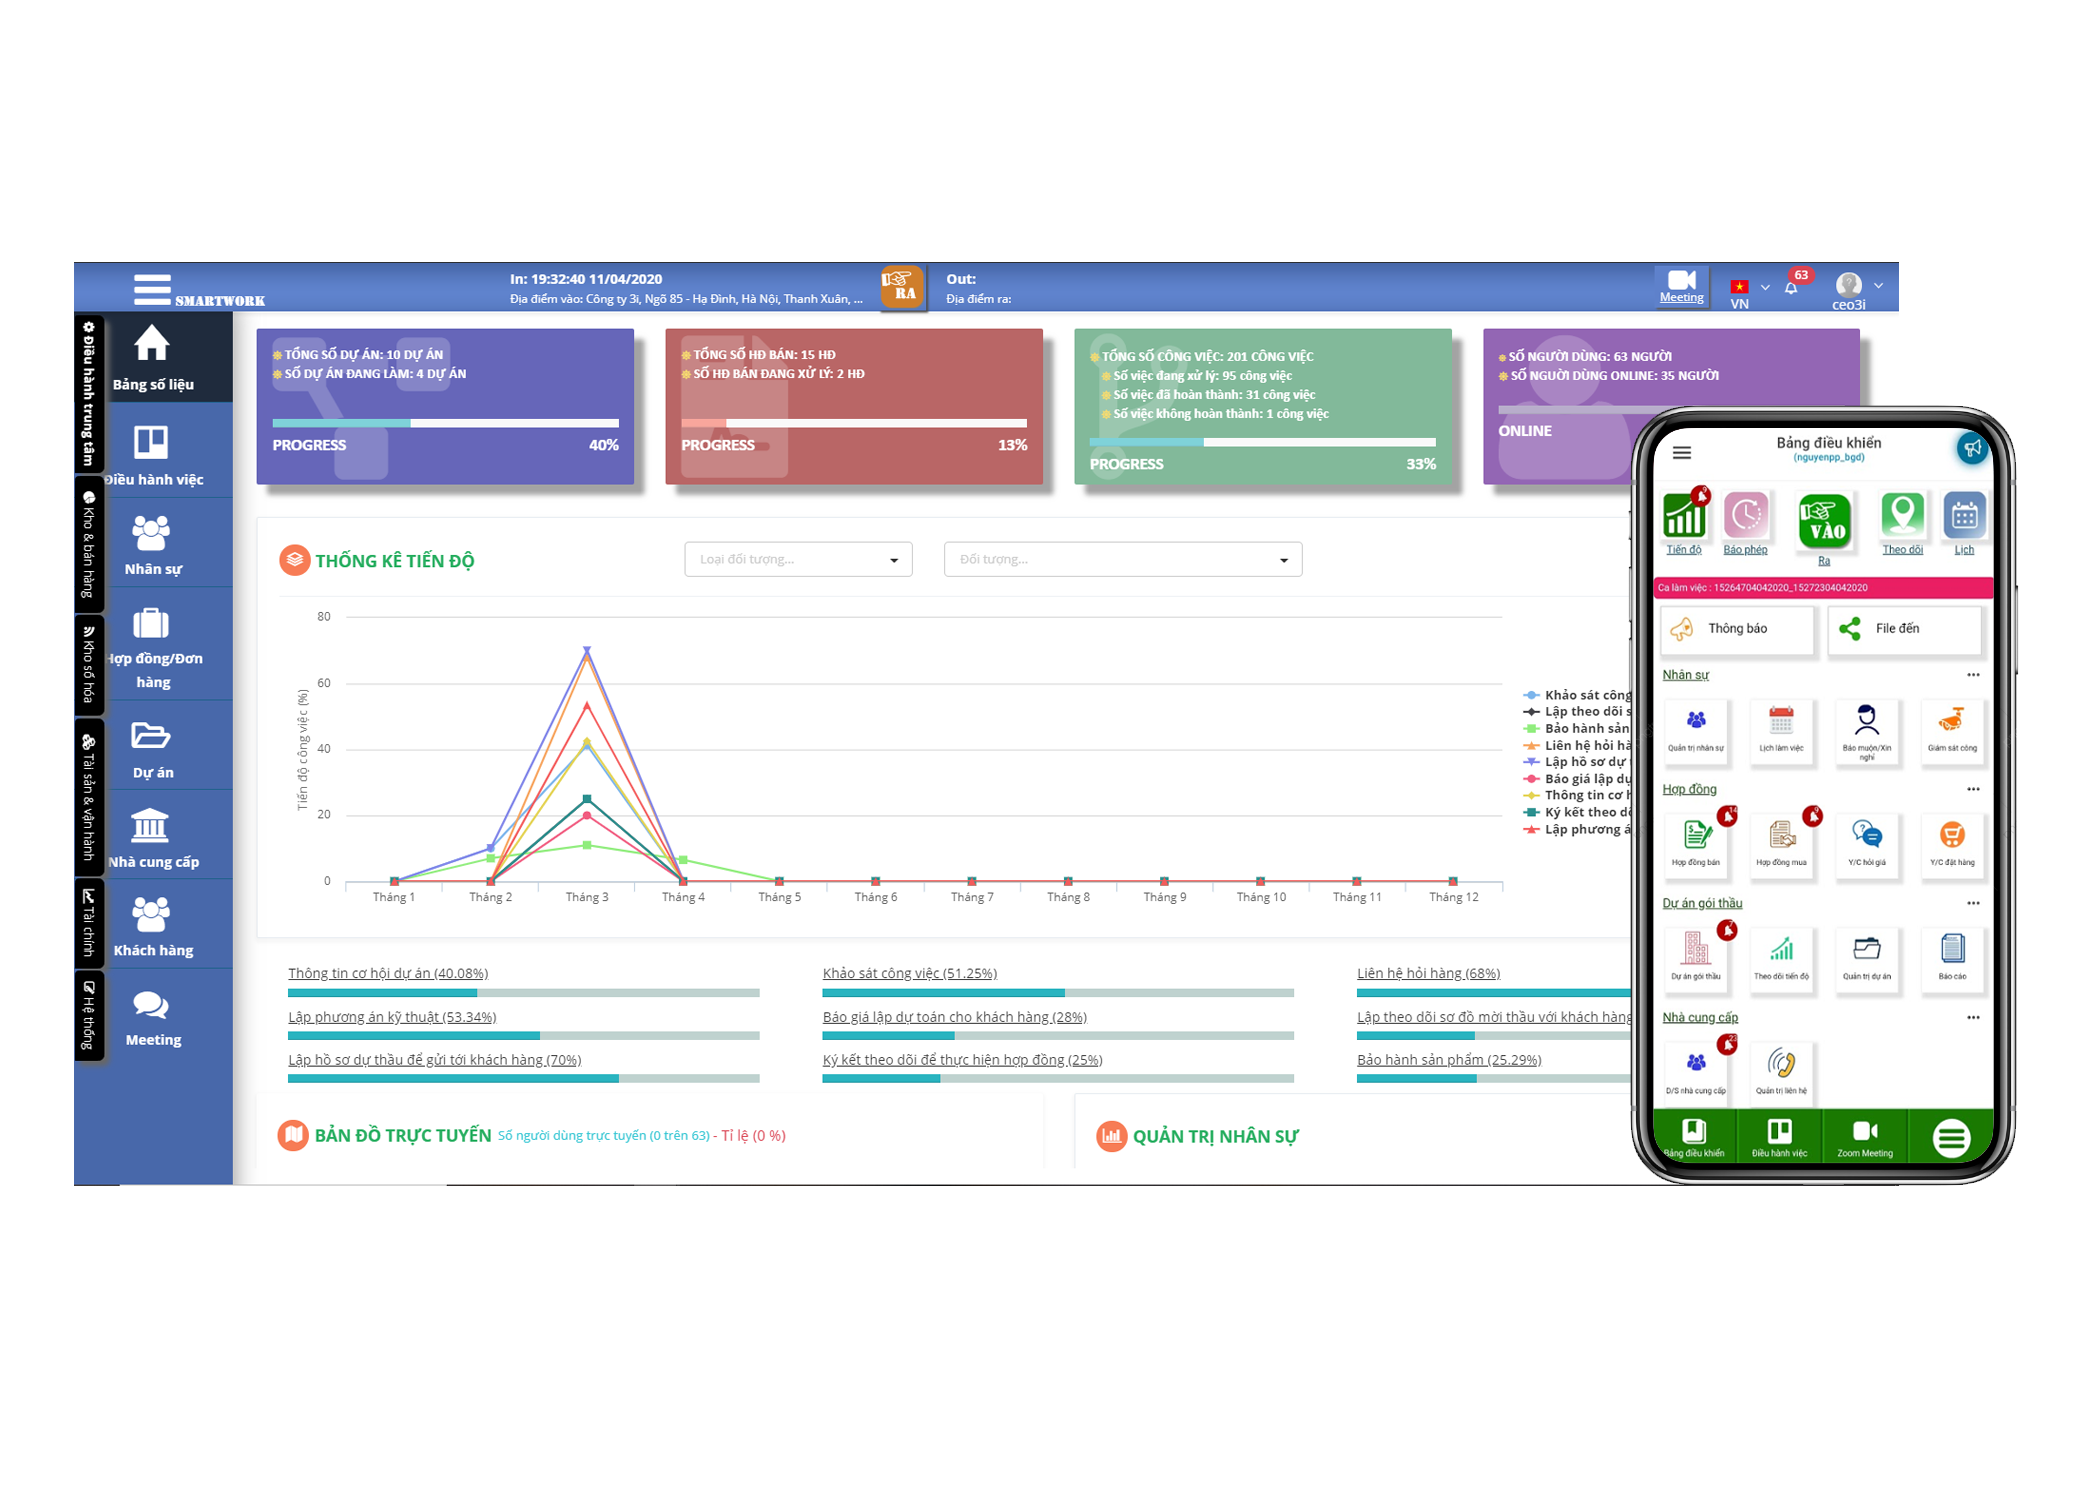 SMARTWORK
In: 19:32:40 11/04/2020
Địa điểm vào: Công ty 3i, Ngõ 85 - Hạ Đình, Hà Nội, Thanh Xuân, ...
RA
Out:
Địa điểm ra:
Meeting
VN
63
ceo3i
Điều hành trung tâm
Kho & bán hàng
Kho số hóa
Tài sản & vận hành
Tài chính
Hệ thống
Bảng số liệu
Điều hành việc
Nhân sự
Hợp đồng/Đơn
hàng
Dự án
Nhà cung cấp
Khách hàng
Meeting
TỔNG SỐ DỰ ÁN: 10 DỰ ÁN
SỐ DỰ ÁN ĐANG LÀM: 4 DỰ ÁN
PROGRESS 40%
TỔNG SỐ HĐ BÁN: 15 HĐ
SỐ HĐ BÁN ĐANG XỬ LÝ: 2 HĐ
PROGRESS 13%
TỔNG SỐ CÔNG VIỆC: 201 CÔNG VIỆC
Số việc đang xử lý: 95 công việc
Số việc đã hoàn thành: 31 công việc
Số việc không hoàn thành: 1 công việc
PROGRESS 33%
SỐ NGƯỜI DÙNG: 63 NGƯỜI
SỐ NGƯỜI DÙNG ONLINE: 35 NGƯỜI
ONLINE
THỐNG KÊ TIẾN ĐỘ
Loại đối tượng...
Đối tượng...
Tiến độ công việc (%)
80
60
40
20
0
Tháng 1 Tháng 2 Tháng 3 Tháng 4 Tháng 5 Tháng 6 Tháng 7 Tháng 8 Tháng 9 Tháng 10 Tháng 11 Tháng 12
Khảo sát công
Lập theo dõi s
Bảo hành sản
Liên hệ hỏi hà
Lập hồ sơ dự
Báo giá lập dự
Thông tin cơ h
Ký kết theo dõ
Lập phương á
Thông tin cơ hội dự án (40.08%)
Khảo sát công việc (51.25%)
Liên hệ hỏi hàng (68%)
Lập phương án kỹ thuật (53.34%)
Báo giá lập dự toán cho khách hàng (28%)
Lập theo dõi sơ đồ mời thầu với khách hàng
Lập hồ sơ dự thầu để gửi tới khách hàng (70%)
Ký kết theo dõi để thực hiện hợp đồng (25%)
Bảo hành sản phẩm (25.29%)
BẢN ĐỒ TRỰC TUYẾN Số người dùng trực tuyến (0 trên 63) - Tỉ lệ (0 %)
QUẢN TRỊ NHÂN SỰ
Bảng điều khiển
(nguyenpp_bgd)
VÀO
Tiến độ Báo phép Ra Theo dõi Lịch
Ca làm việc : 15264704042020_15272304042020
Thông báo File đến
Nhân sự
Quản trị nhân sự Lịch làm việc Báo muộn/Xin
nghỉ
Giám sát công
Hợp đồng
14
9
Hợp đồng bán Hợp đồng mua Y/C hỏi giá Y/C đặt hàng
Dự án gói thầu
7
Dự án gói thầu Theo dõi tiến độ Quản trị dự án Báo cáo
Nhà cung cấp
23
D/S nhà cung cấp Quản trị liên hệ
Bảng điều khiển Điều hành việc Zoom Meeting